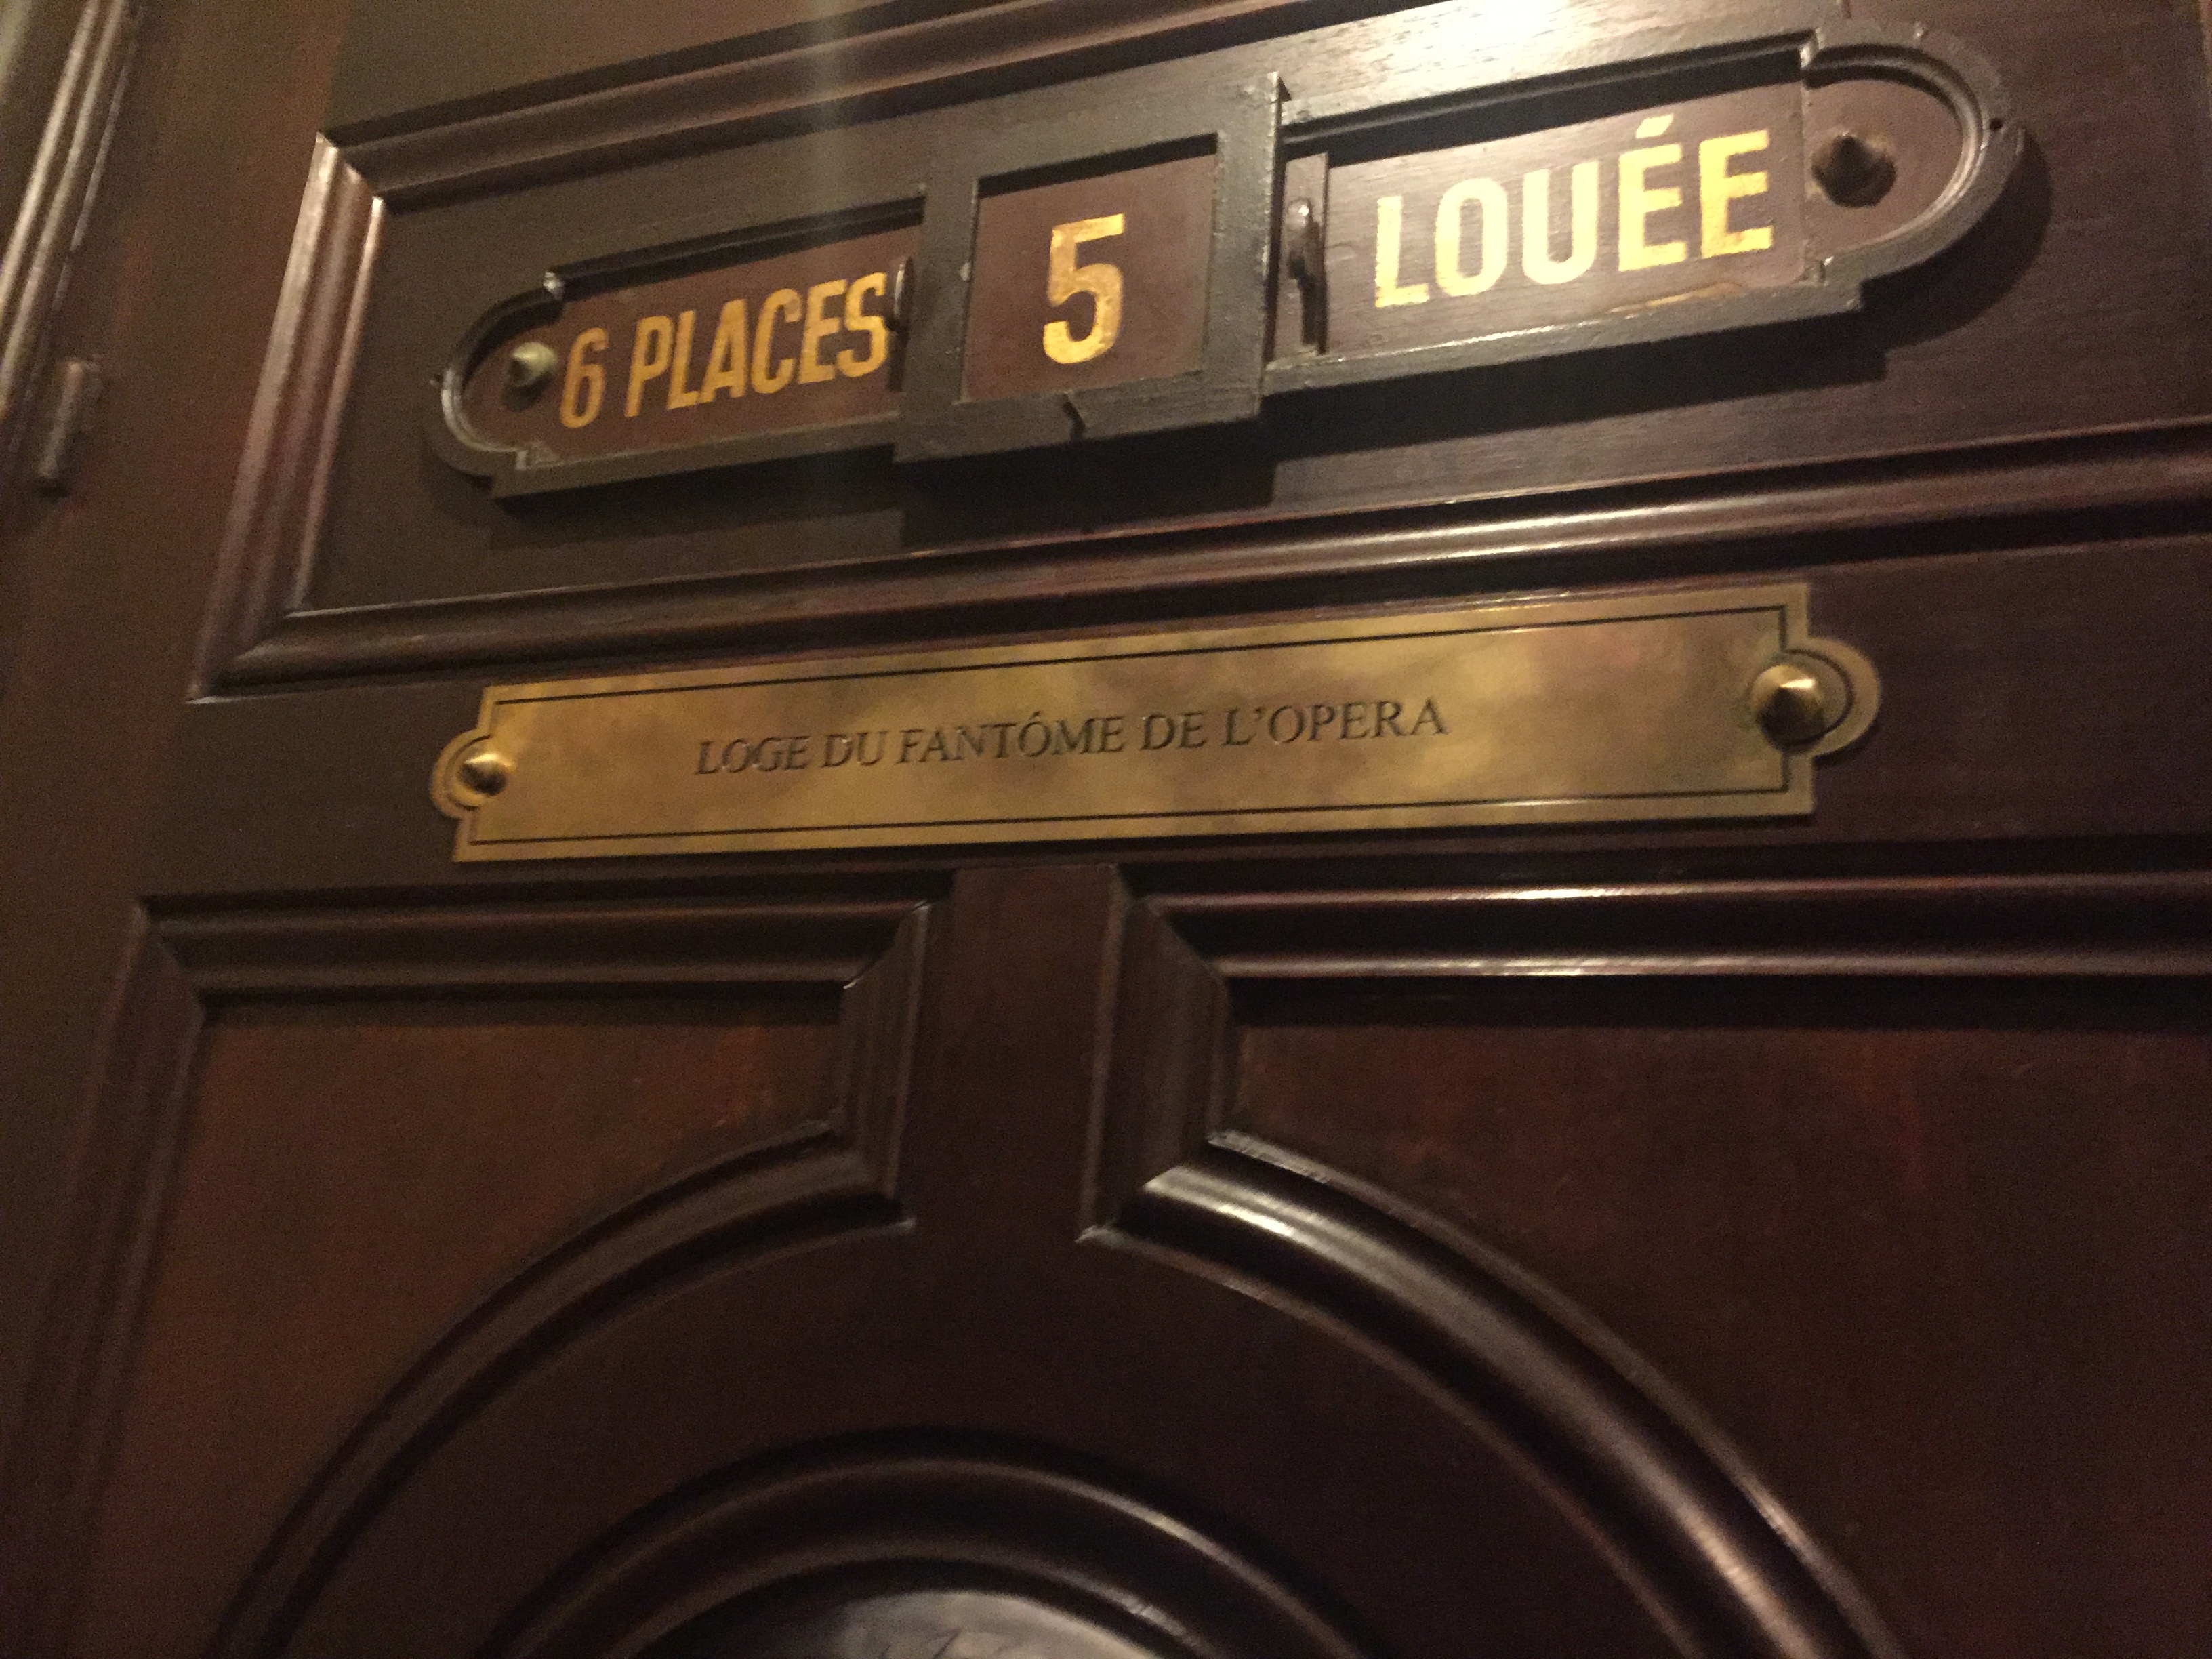 6 PLACES 5 LOUÉE
LOGE DU FANTÔME DE L'OPERA